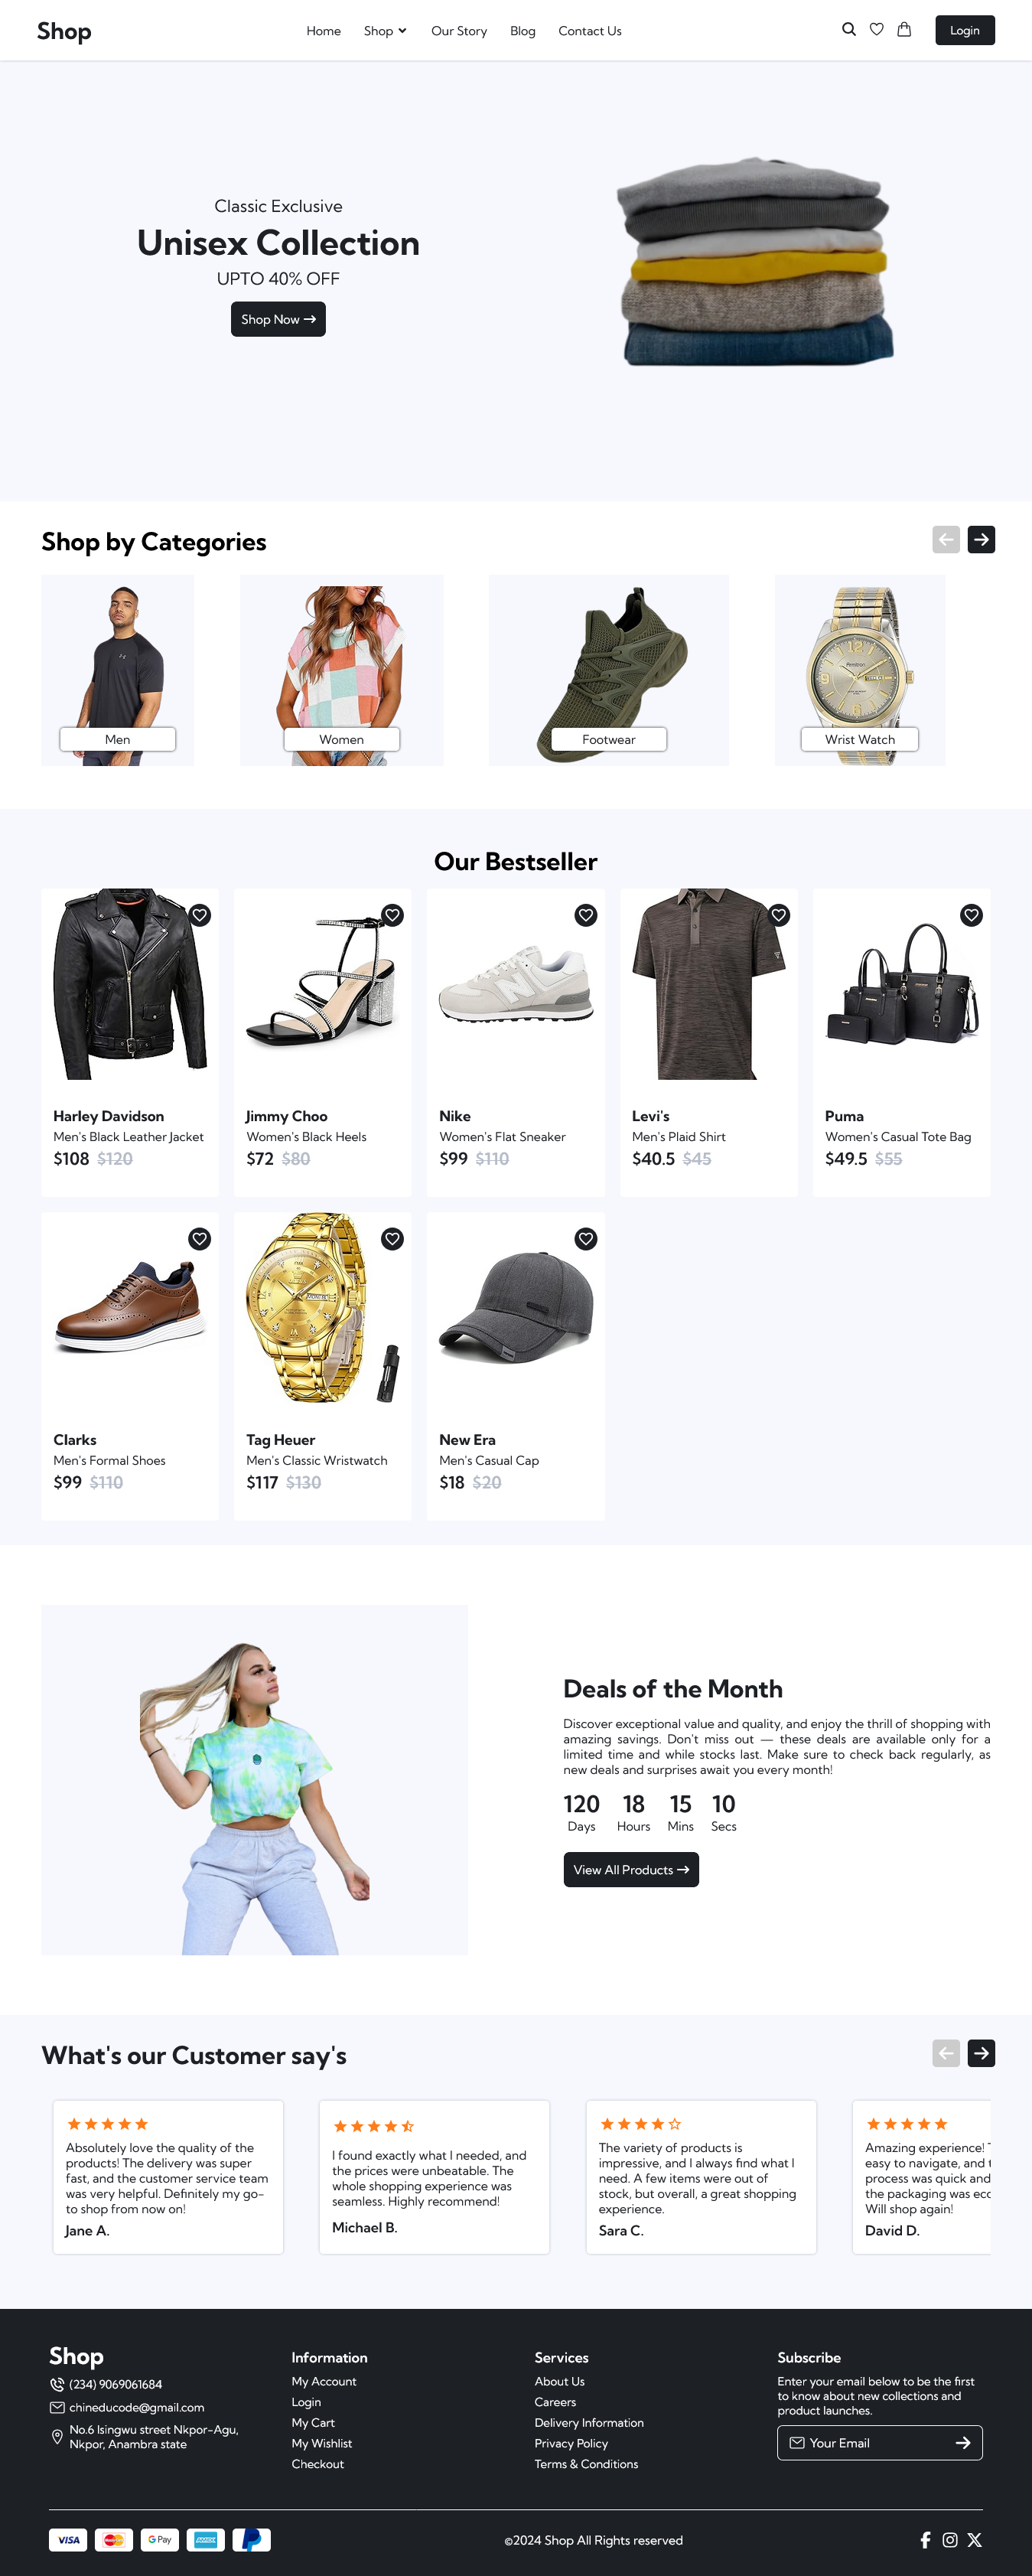 Shop
Home Shop Our Story Blog Contact Us
Login
Classic Exclusive
Unisex Collection
UPTO 40% OFF
Shop Now
Shop by Categories
Men
Women
Footwear
Wrist Watch
Our Bestseller
Harley Davidson
Men's Black Leather Jacket
$108 $120
Jimmy Choo
Women's Black Heels
$72 $80
Nike
Women's Flat Sneaker
$99 $110
Levi's
Men's Plaid Shirt
$40.5 $45
Puma
Women's Casual Tote Bag
$49.5 $55
Clarks
Men's Formal Shoes
$99 $110
Tag Heuer
Men's Classic Wristwatch
$117 $130
New Era
Men's Casual Cap
$18 $20
Deals of the Month
Discover exceptional value and quality, and enjoy the thrill of shopping with
amazing savings. Don't miss out — these deals are available only for a
limited time and while stocks last. Make sure to check back regularly, as
new deals and surprises await you every month!
120 18 15 10
Days Hours Mins Secs
View All Products
What's our Customer say's
Absolutely love the quality of the
products! The delivery was super
fast, and the customer service team
was very helpful. Definitely my go-
to shop from now on!
Jane A.
I found exactly what I needed, and
the prices were unbeatable. The
whole shopping experience was
seamless. Highly recommend!
Michael B.
The variety of products is
impressive, and I always find what I
need. A few items were out of
stock, but overall, a great shopping
experience.
Sara C.
Amazing experience!
easy to navigate, and
process was quick and
the packaging was
Will shop again!
David D.
Shop
(234) 9069061684
chineducode@gmail.com
No.6 Isingwu street Nkpor-Agu,
Nkpor, Anambra state
Information
My Account
Login
My Cart
My Wishlist
Checkout
Services
About Us
Careers
Delivery Information
Privacy Policy
Terms & Conditions
Subscribe
Enter your email below to be the first
to know about new collections and
product launches.
Your Email
VISA
G Pay
©2024 Shop All Rights reserved